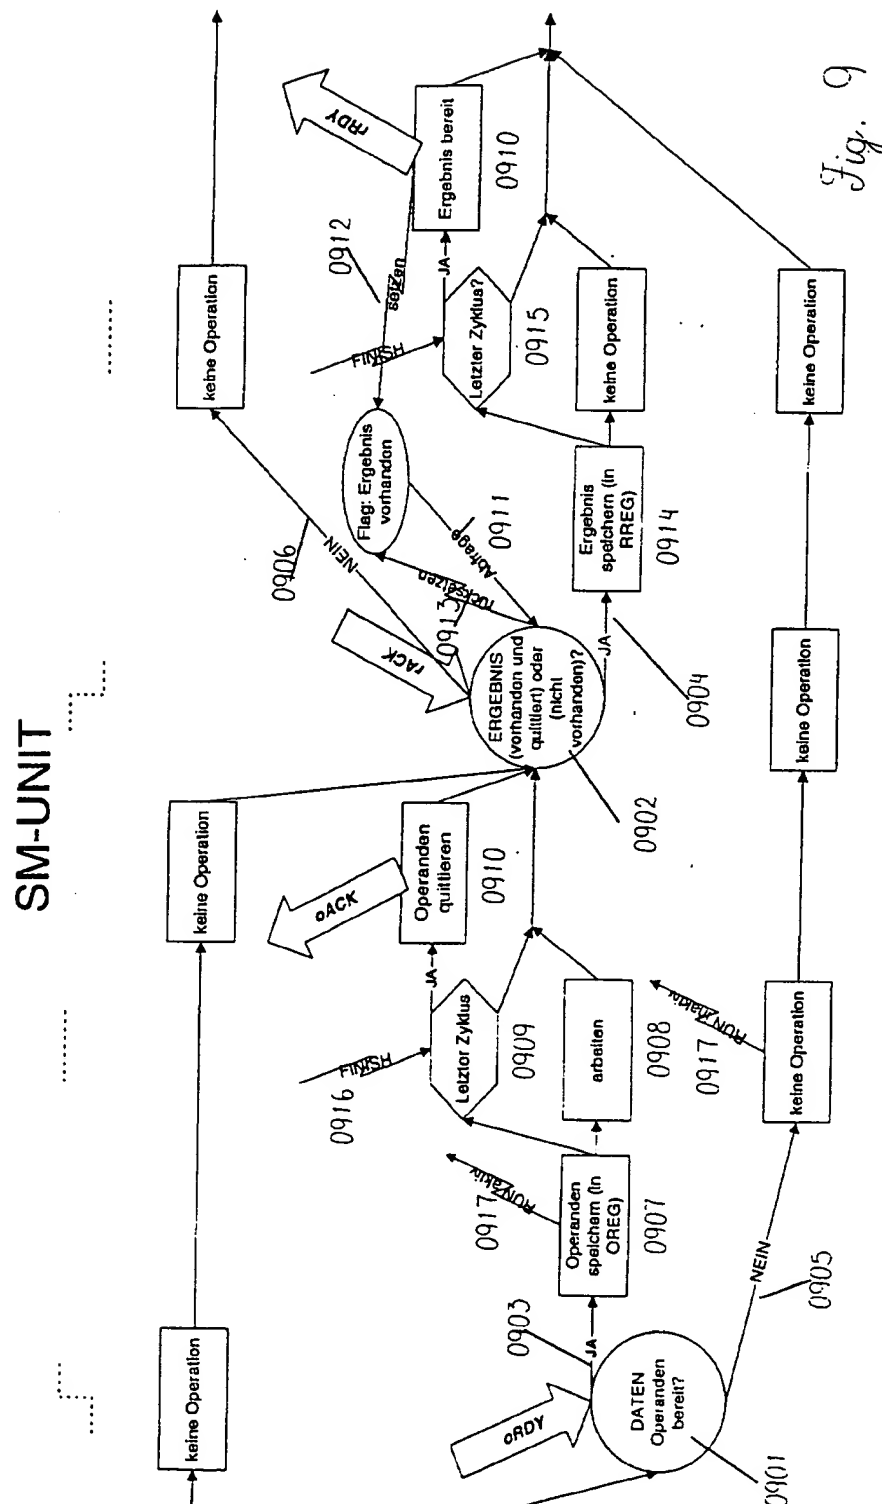 SM-UNIT
keine Operation
keine Operation
keine Operation
oRDY
DATEN
Operanden
bereit?
0901
0903
JA
NEIN
0905
Operanden
speichern (in
OREG)
0907
0917
0916
FINISH
Letzter Zyklus
0909
JA
arbeiten
0908
0917
keine Operation
oACK
Operanden
quittieren
0910
keine Operation
ERGEBNIS
(vorhanden und
quittiert) oder
(nicht
vorhanden)?
0902
rACK
0913
rücksetzen
Abfrage
0911
NEIN
0906
JA
0904
Flag: Ergebnis
vorhanden
Ergebnis
speichern (in
RREG)
0914
keine Operation
FINISH
setzen
0912
Letzter Zyklus?
0915
JA
Ergebnis bereit
0910
rRDY
keine Operation
Fig. 9